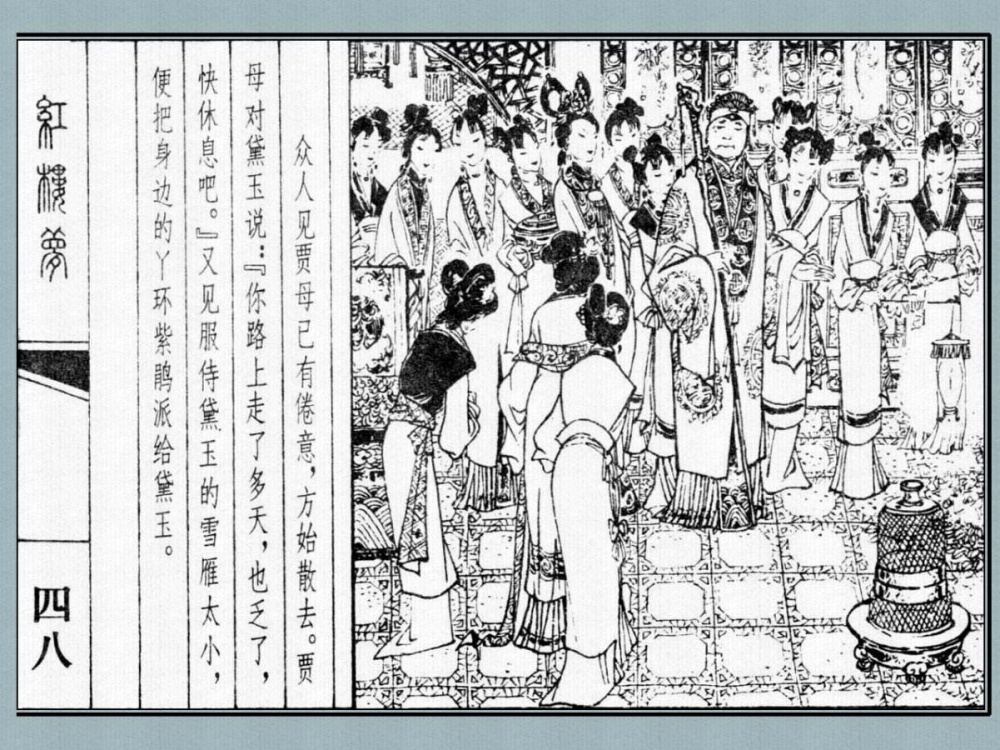 众人见贾母已有倦意，方始散去。贾
母对黛玉说：『你路上走了多天，也乏了，
快休息吧。』又见服侍黛玉的雪雁太小，
便把身边的丫环紫鹃派给黛玉。
紅樓夢
四八